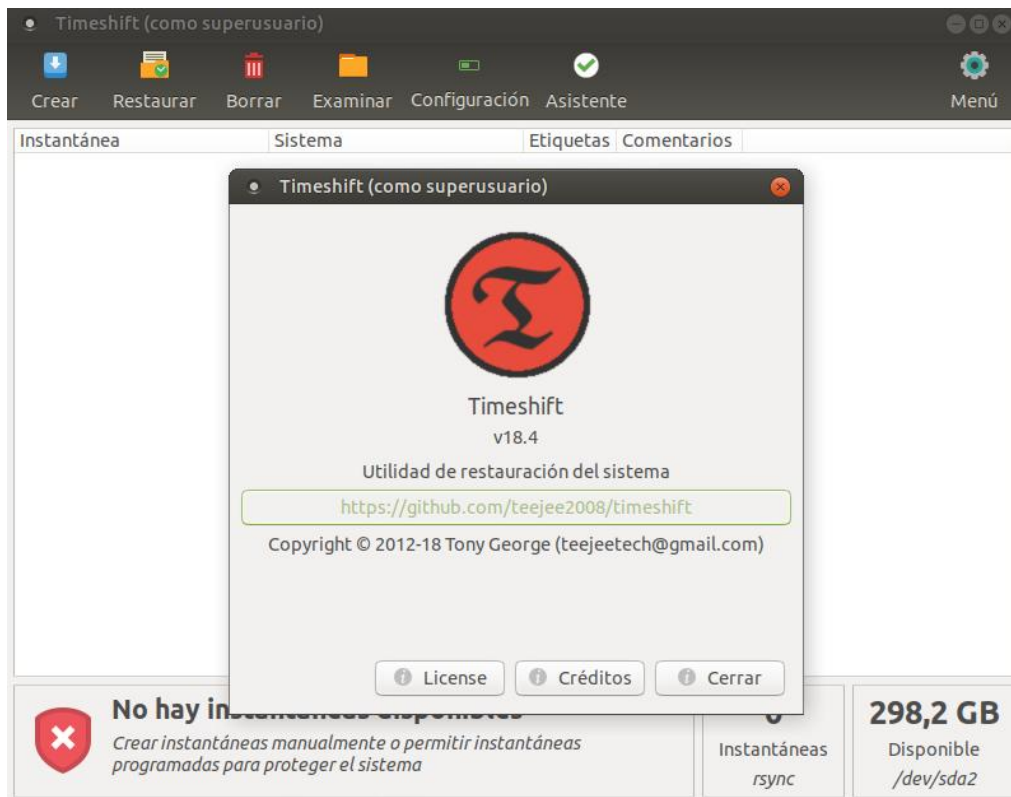 Timeshift (como superusuario)
Crear Restaurar Borrar Examinar Configuración Asistente Menú
Instantánea Sistema Etiquetas Comentarios
Timeshift (como superusuario)
Timeshift
v18.4
Utilidad de restauración del sistema
https://github.com/teejee2008/timeshift
Copyright © 2012-18 Tony George (teejeetech@gmail.com)
License Créditos Cerrar
No hay instantáneas disponibles
Crear instantáneas manualmente o permitir instantáneas
programadas para proteger el sistema
0
Instantáneas
rsync
298,2 GB
Disponible
/dev/sda2